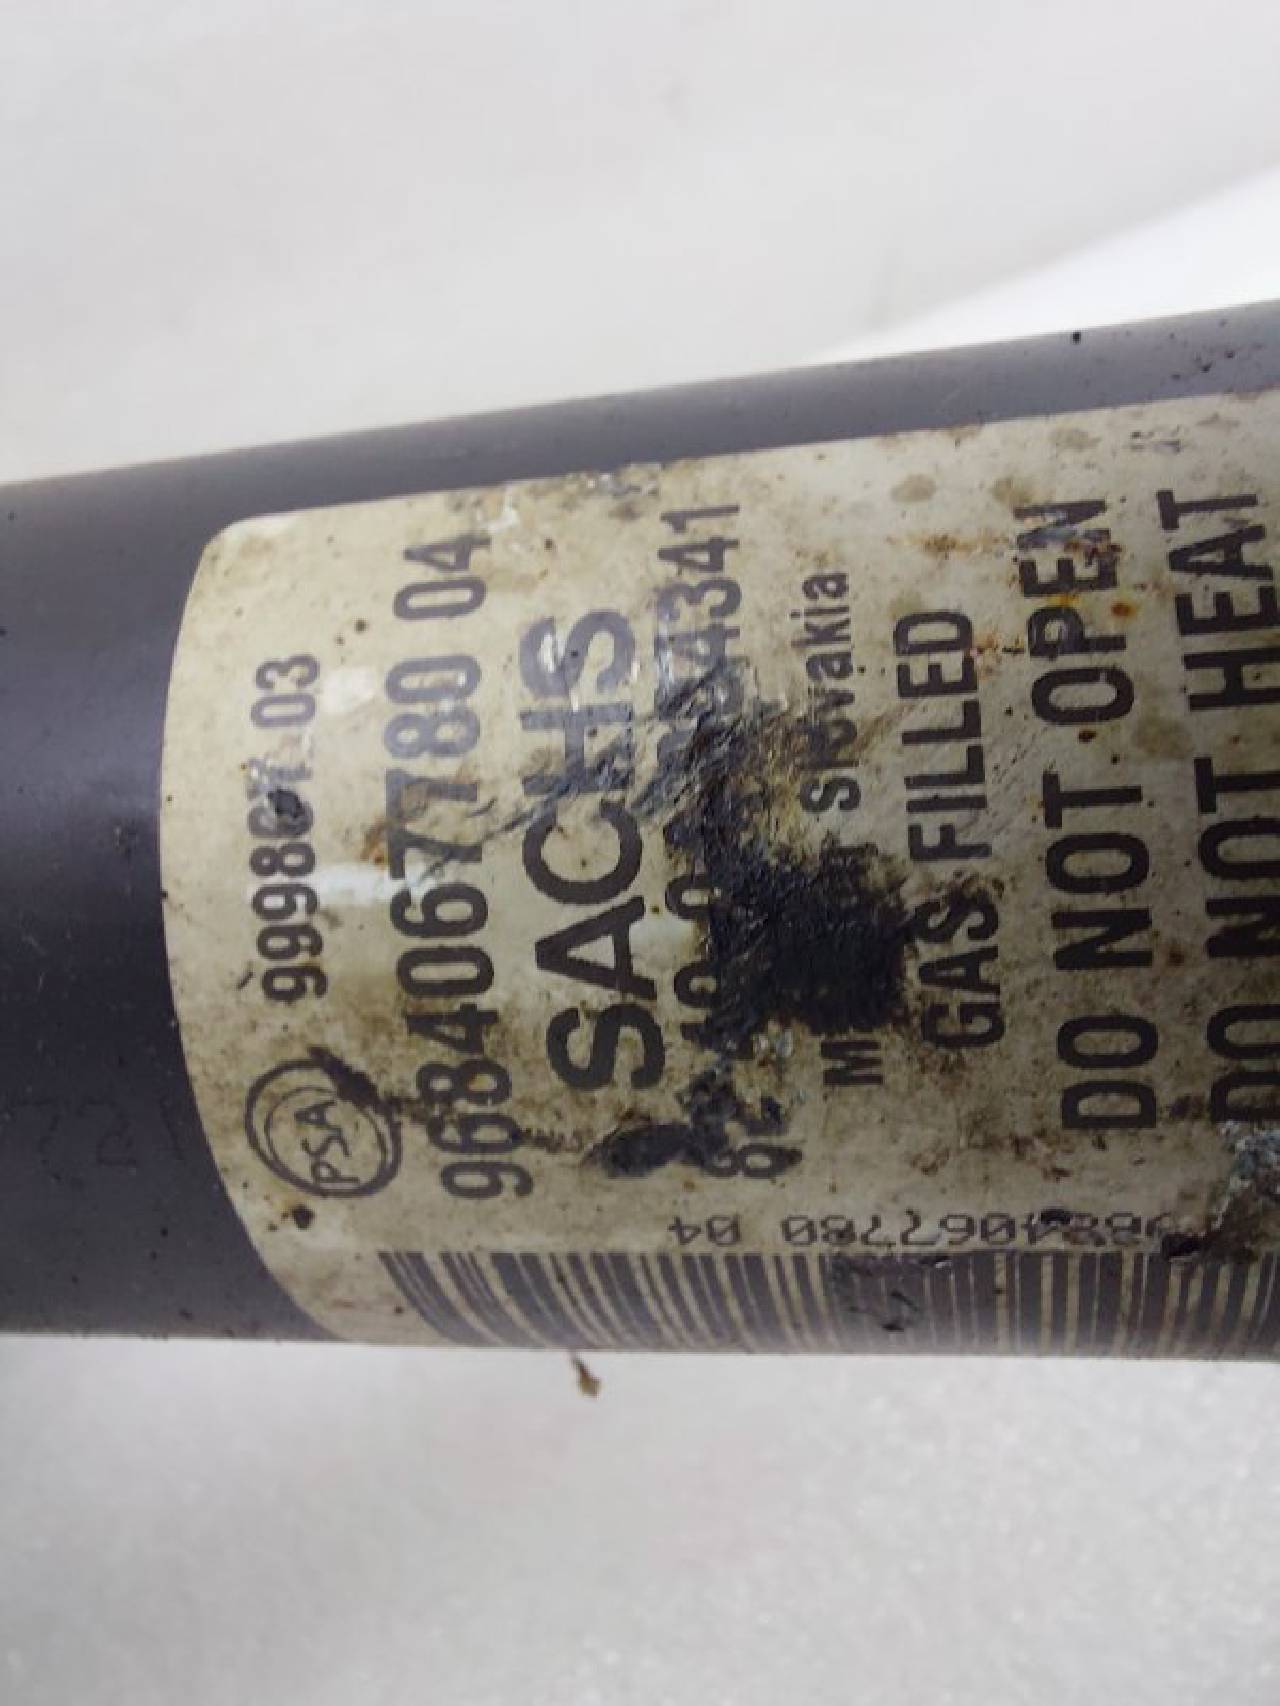 PSA 99986 03
9684067780 04
SACHS
4341
Slovakia
GAS FILLED
DO NOT OPEN
DO NOT HEAT
9684067780 04